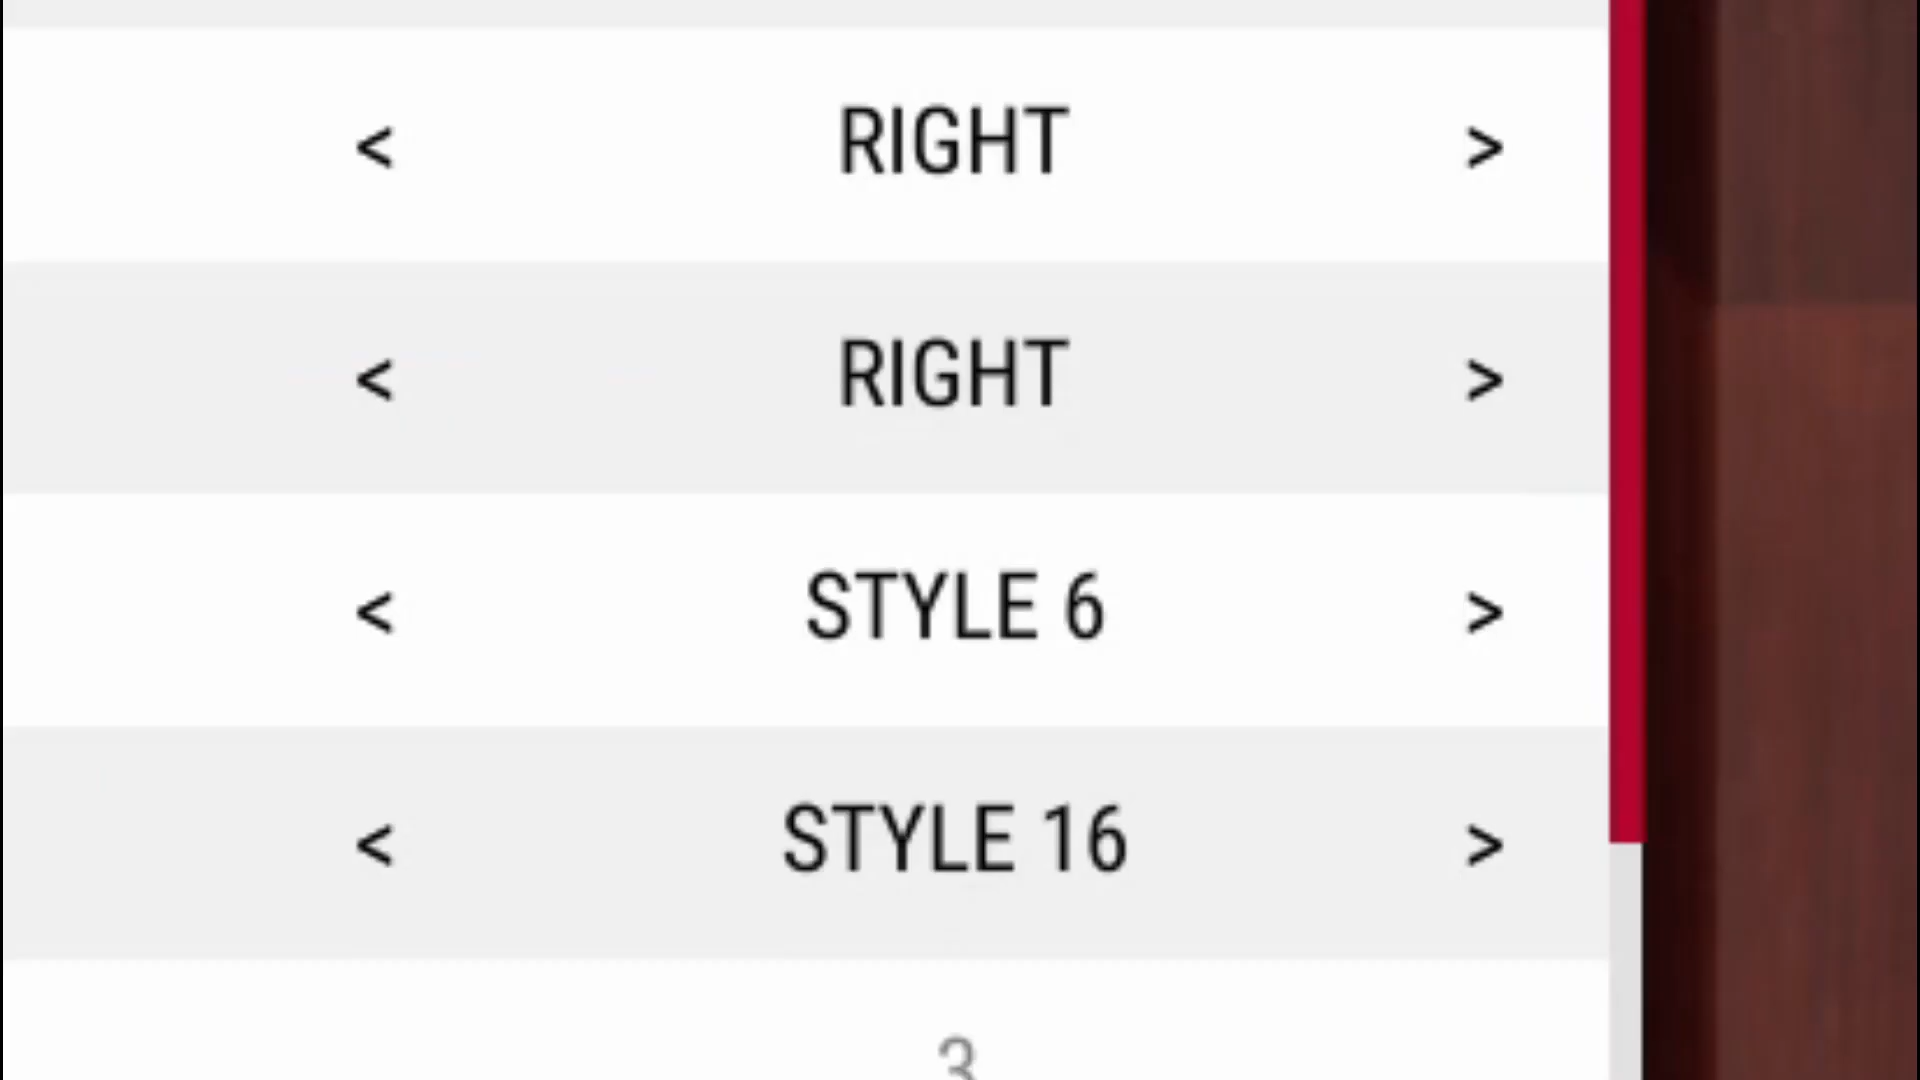 < RIGHT >
< RIGHT >
< STYLE 6 >
< STYLE 16 >
3